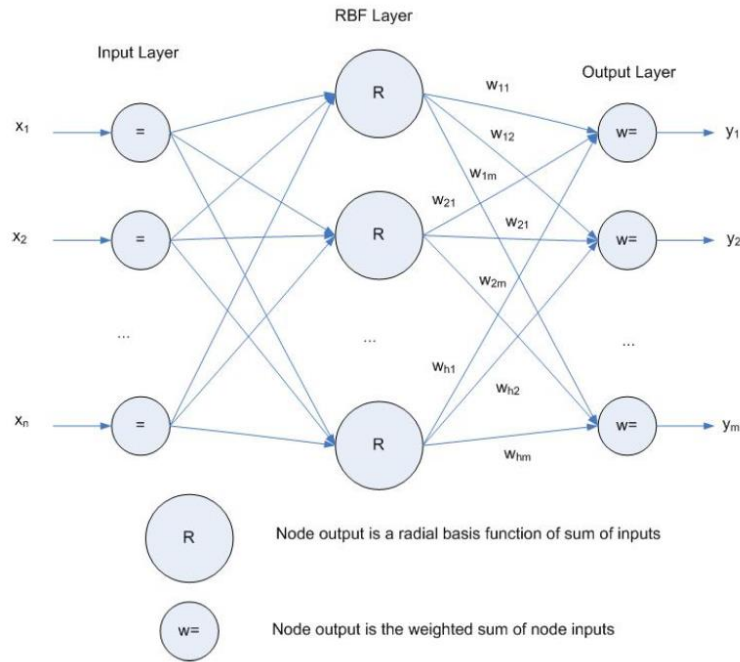 RBF Layer
Input Layer
Output Layer
R
w11
x1
=
w=
y1
w12
w1m
w21
R
x2
=
w21
w=
y2
w2m
...
...
...
wh1
wh2
xn
=
R
w=
ym
whm
R
Node output is a radial basis function of sum of inputs
w=
Node output is the weighted sum of node inputs